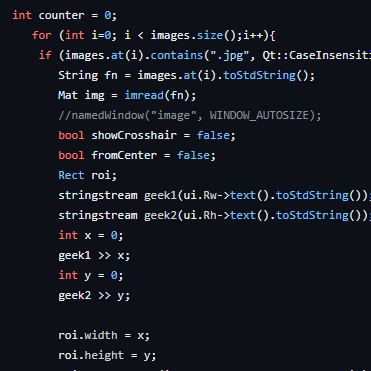 int counter = 0;
for (int i=0; i < images.size();i++){
if (images.at(i).contains(".jpg", Qt::CaseInsensiti
String fn = images.at(i).toStdString();
Mat img = imread(fn);
//namedWindow("image", WINDOW_AUTOSIZE);
bool showCrosshair = false;
bool fromCenter = false;
Rect roi;
stringstream geek1(ui.Rw->text().toStdString());
stringstream geek2(ui.Rh->text().toStdString());
int x = 0;
geek1 >> x;
int y = 0;
geek2 >> y;
roi.width = x;
roi.height = y;